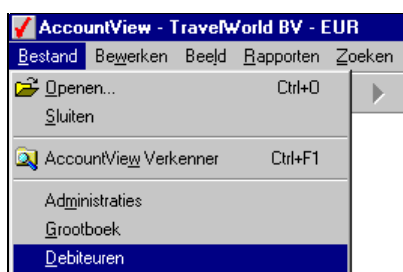 AccountView - TravelWorld BV - EUR
Bestand Bewerken Beeld Rapporten Zoeken
Openen... Ctrl+O
Sluiten
AccountView Verkenner Ctrl+F1
Administraties
Grootboek
Debiteuren